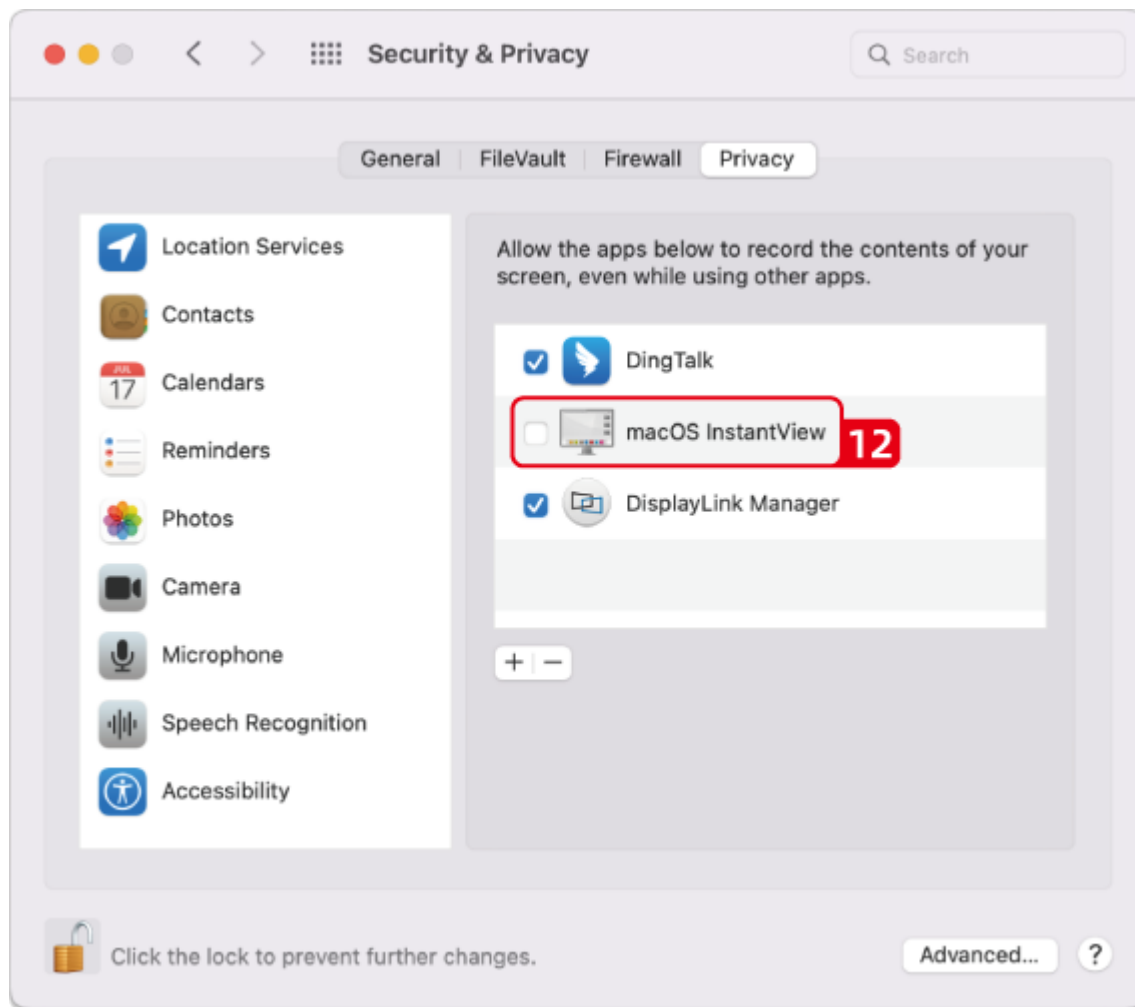 Security & Privacy
Search
General
FileVault
Firewall
Privacy
Location Services
Contacts
JUL
17
Calendars
Reminders
Photos
Camera
Microphone
Speech Recognition
Accessibility
Allow the apps below to record the contents of your
screen, even while using other apps.
DingTalk
macOS InstantView
12
DisplayLink Manager
+ −
Click the lock to prevent further changes.
Advanced...
?